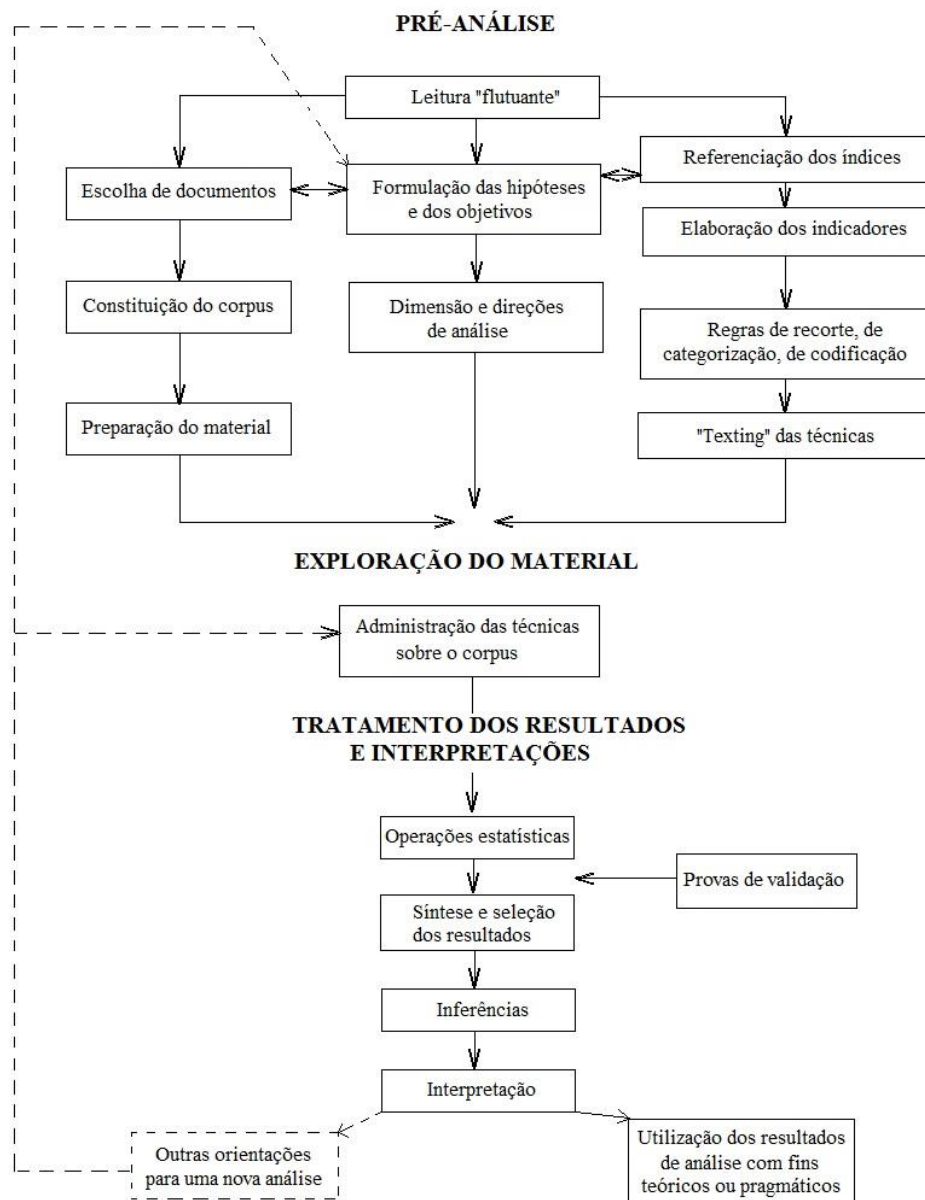 PRÉ-ANÁLISE
Leitura "flutuante"
Escolha de documentos
Formulação das hipóteses
e dos objetivos
Referenciação dos índices
Elaboração dos indicadores
Constituição do corpus
Dimensão e direções
de análise
Regras de recorte, de
categorização, de codificação
Preparação do material
"Texting" das técnicas
EXPLORAÇÃO DO MATERIAL
Administração das técnicas
sobre o corpus
TRATAMENTO DOS RESULTADOS
E INTERPRETAÇÕES
Operações estatísticas
Provas de validação
Síntese e seleção
dos resultados
Inferências
Interpretação
Outras orientações
para uma nova análise
Utilização dos resultados
de análise com fins
teóricos ou pragmáticos